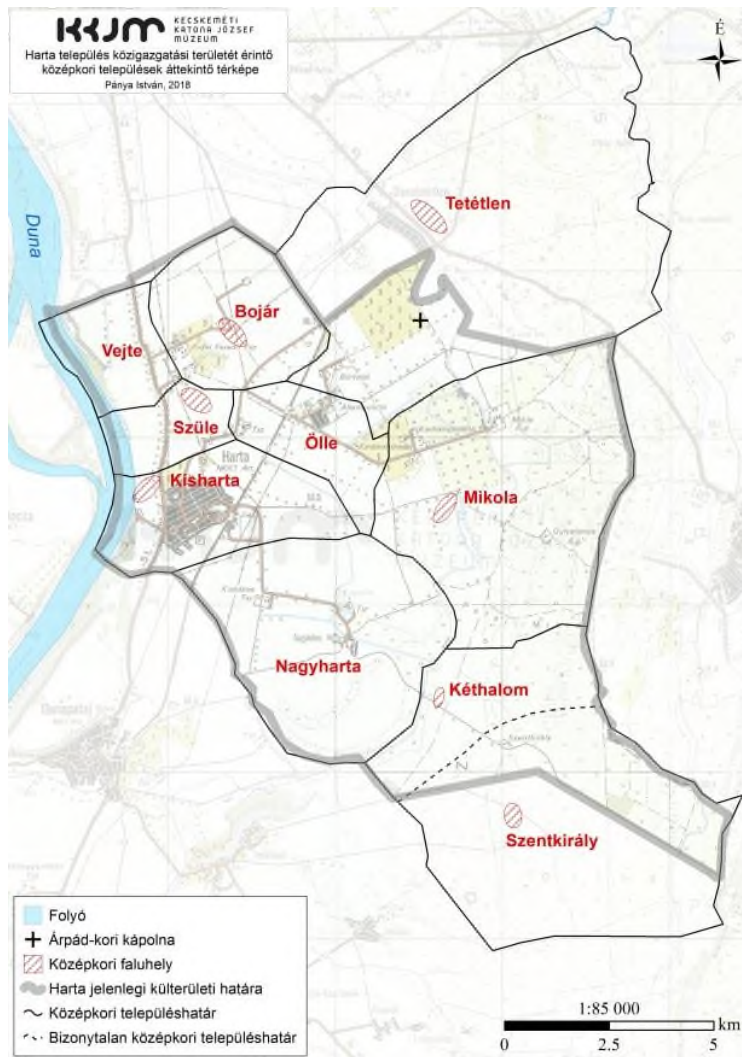 KKJM
KECSKEMÉTI
KATONA JÓZSEF
MÚZEUM
Harta település közigazgatási területét érintő
középkori települések áttekintő térképe
Pánya István, 2018
É
Duna
Tetétlen
Bojár
Vejte
Szüle
Ölle
Harta
Kisharta
Mikola
Nagyharta
Kéthalom
Szentkirály
Szentkirály
Folyó
Árpád-kori kápolna
Középkori faluhely
Harta jelenlegi külterületi határa
Középkori településhatár
Bizonytalan középkori településhatár
1:85 000
km
0 2.5 5